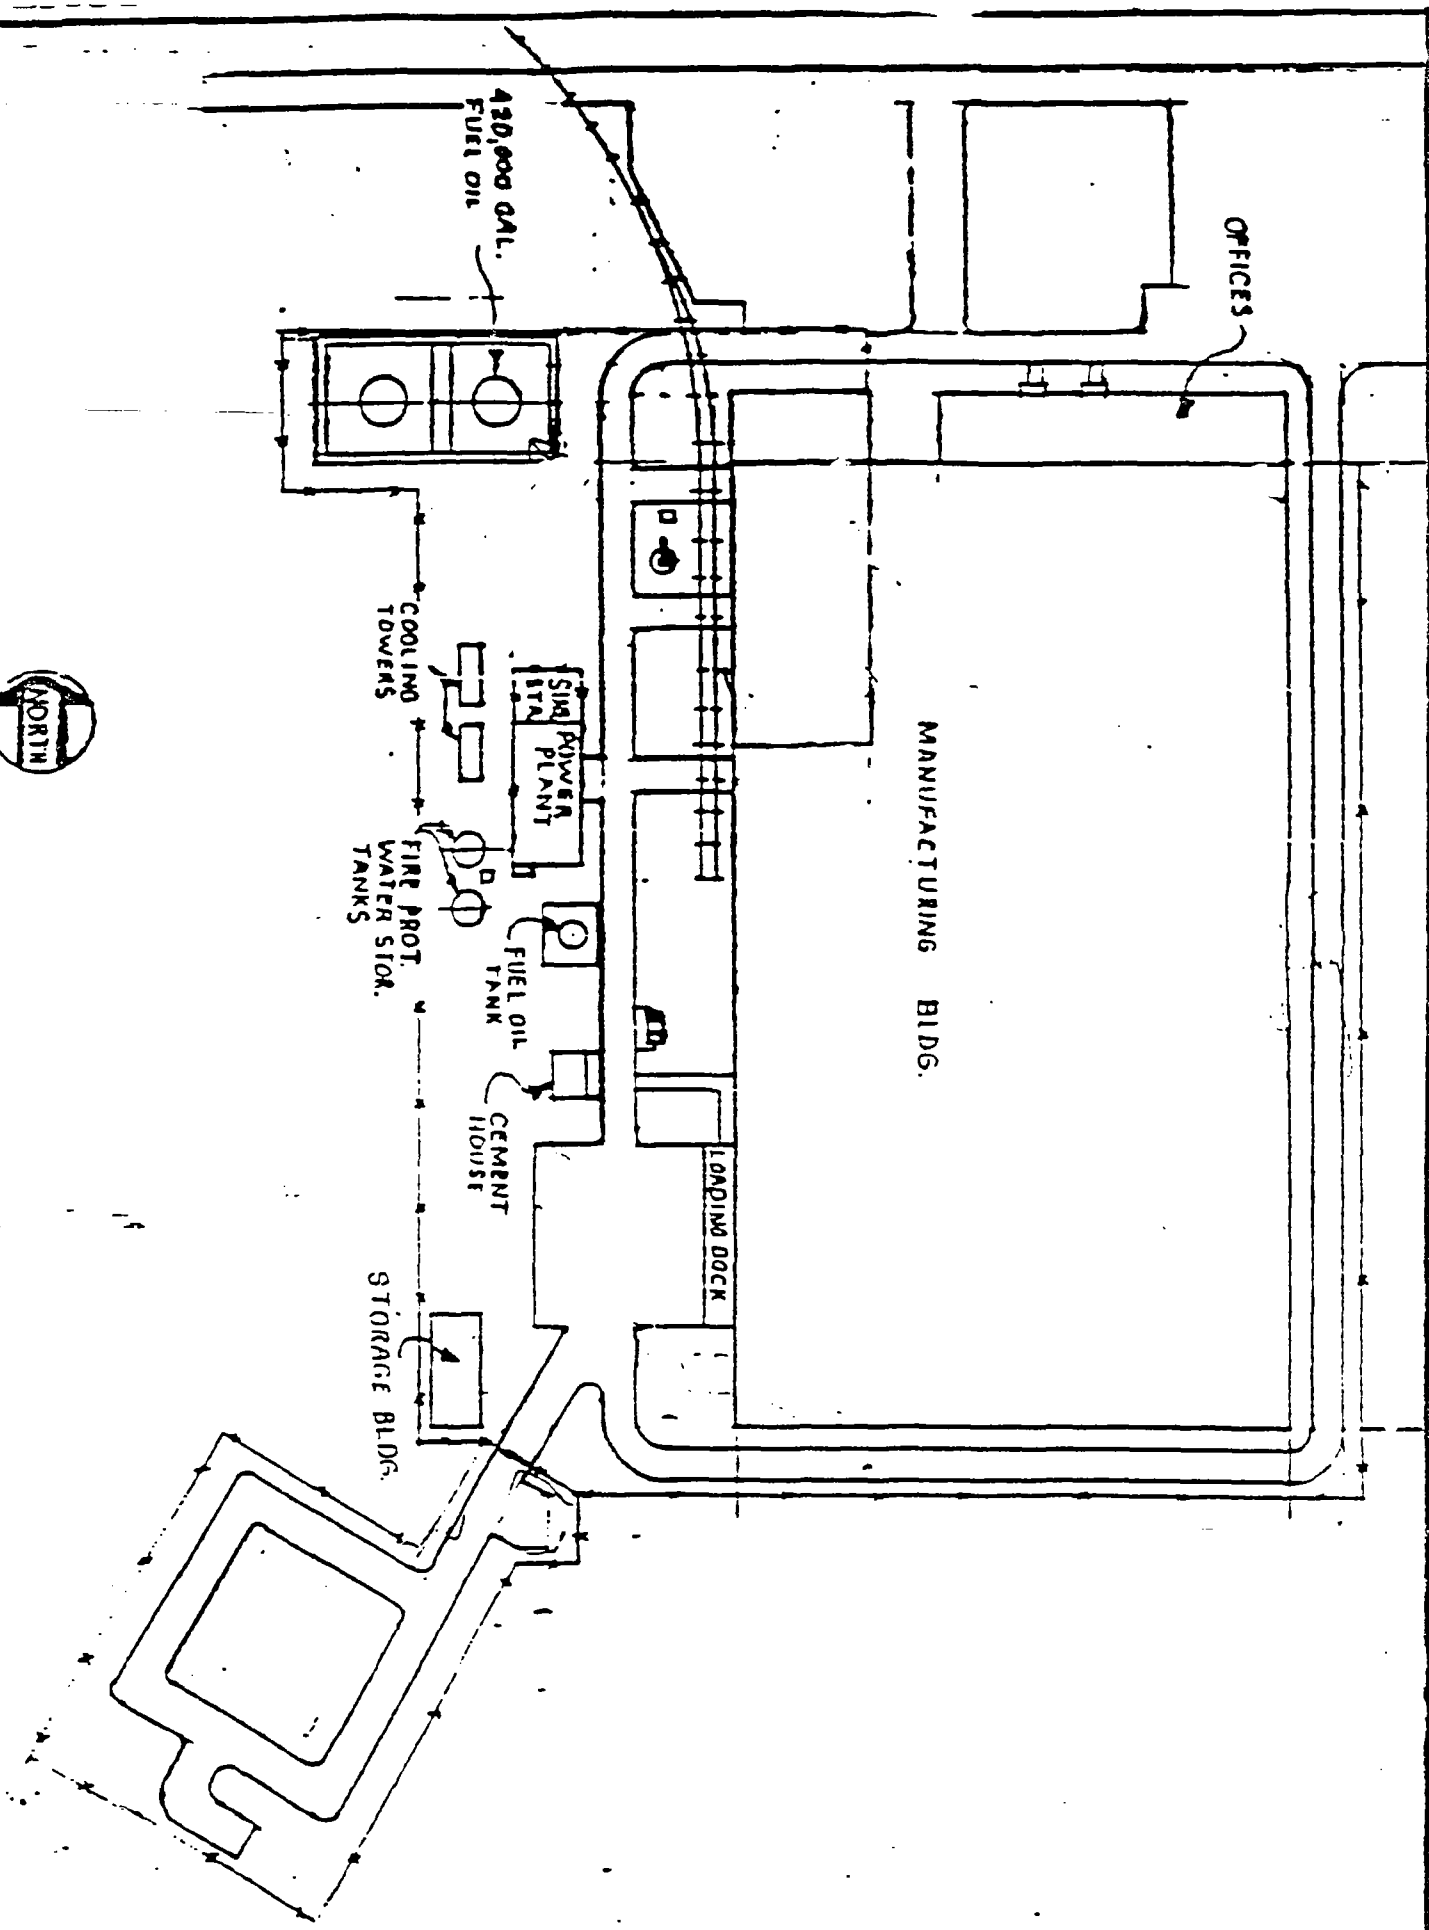 OFFICES
420,000 GAL.
FUEL OIL
MANUFACTURING BLDG.
LOADING DOCK
POWER
PLANT
STA
COOLING
TOWERS
FIRE PROT.
WATER STOR.
TANKS
FUEL OIL
TANK
CEMENT
HOUSE
STORAGE BLDG.
NORTH